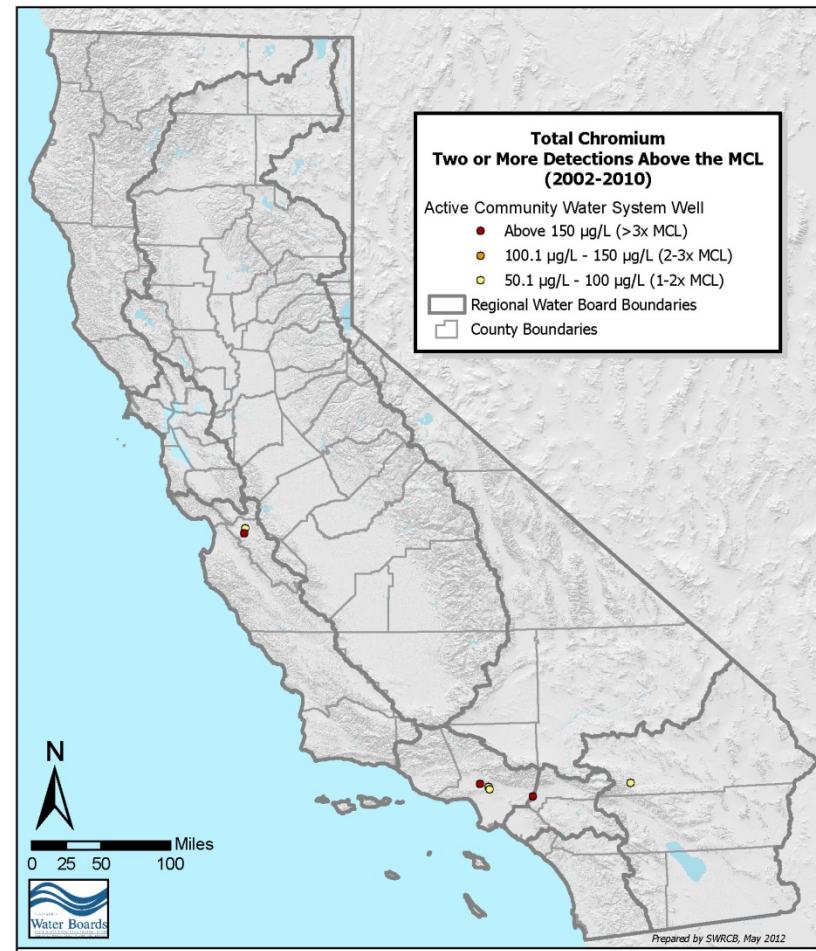 Total Chromium
Two or More Detections Above the MCL
(2002-2010)
Active Community Water System Well
Above 150 µg/L (>3x MCL)
100.1 µg/L - 150 µg/L (2-3x MCL)
50.1 µg/L - 100 µg/L (1-2x MCL)
Regional Water Board Boundaries
County Boundaries
N
Miles
0 25 50 100
Water Boards
Prepared by SWRCB, May 2012